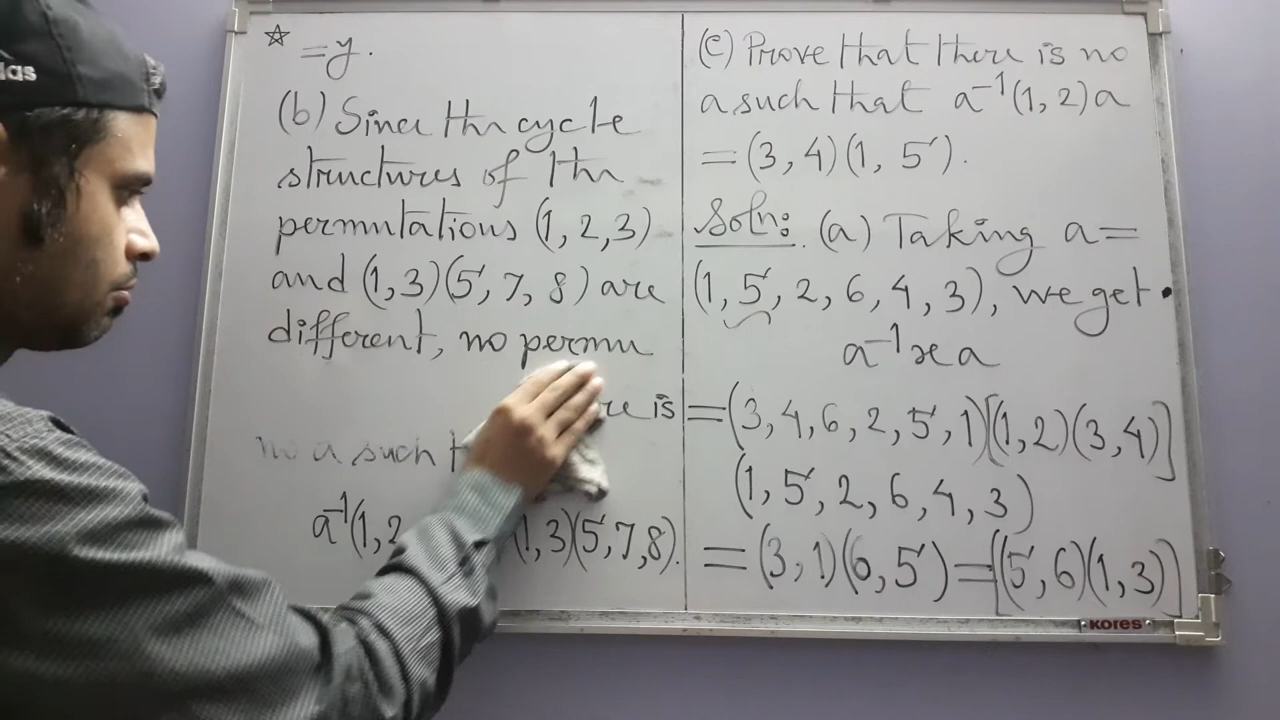 ☆ = y.
(b) Since the cycle
structures of the
permutations (1, 2, 3)
and (1, 3)(5, 7, 8) are
different, no permu
is
no a such
a⁻¹(1, 2 1, 3)(5, 7, 8).
(c) Prove that there is no
a such that a⁻¹(1, 2)a
= (3, 4)(1, 5).
Soln: (a) Taking a=
(1, 5, 2, 6, 4, 3), we get
a⁻¹xa
=(3, 4, 6, 2, 5, 1)[(1, 2)(3, 4)]
(1, 5, 2, 6, 4, 3)
= (3, 1)(6, 5) = [(5, 6)(1, 3)]
KORES